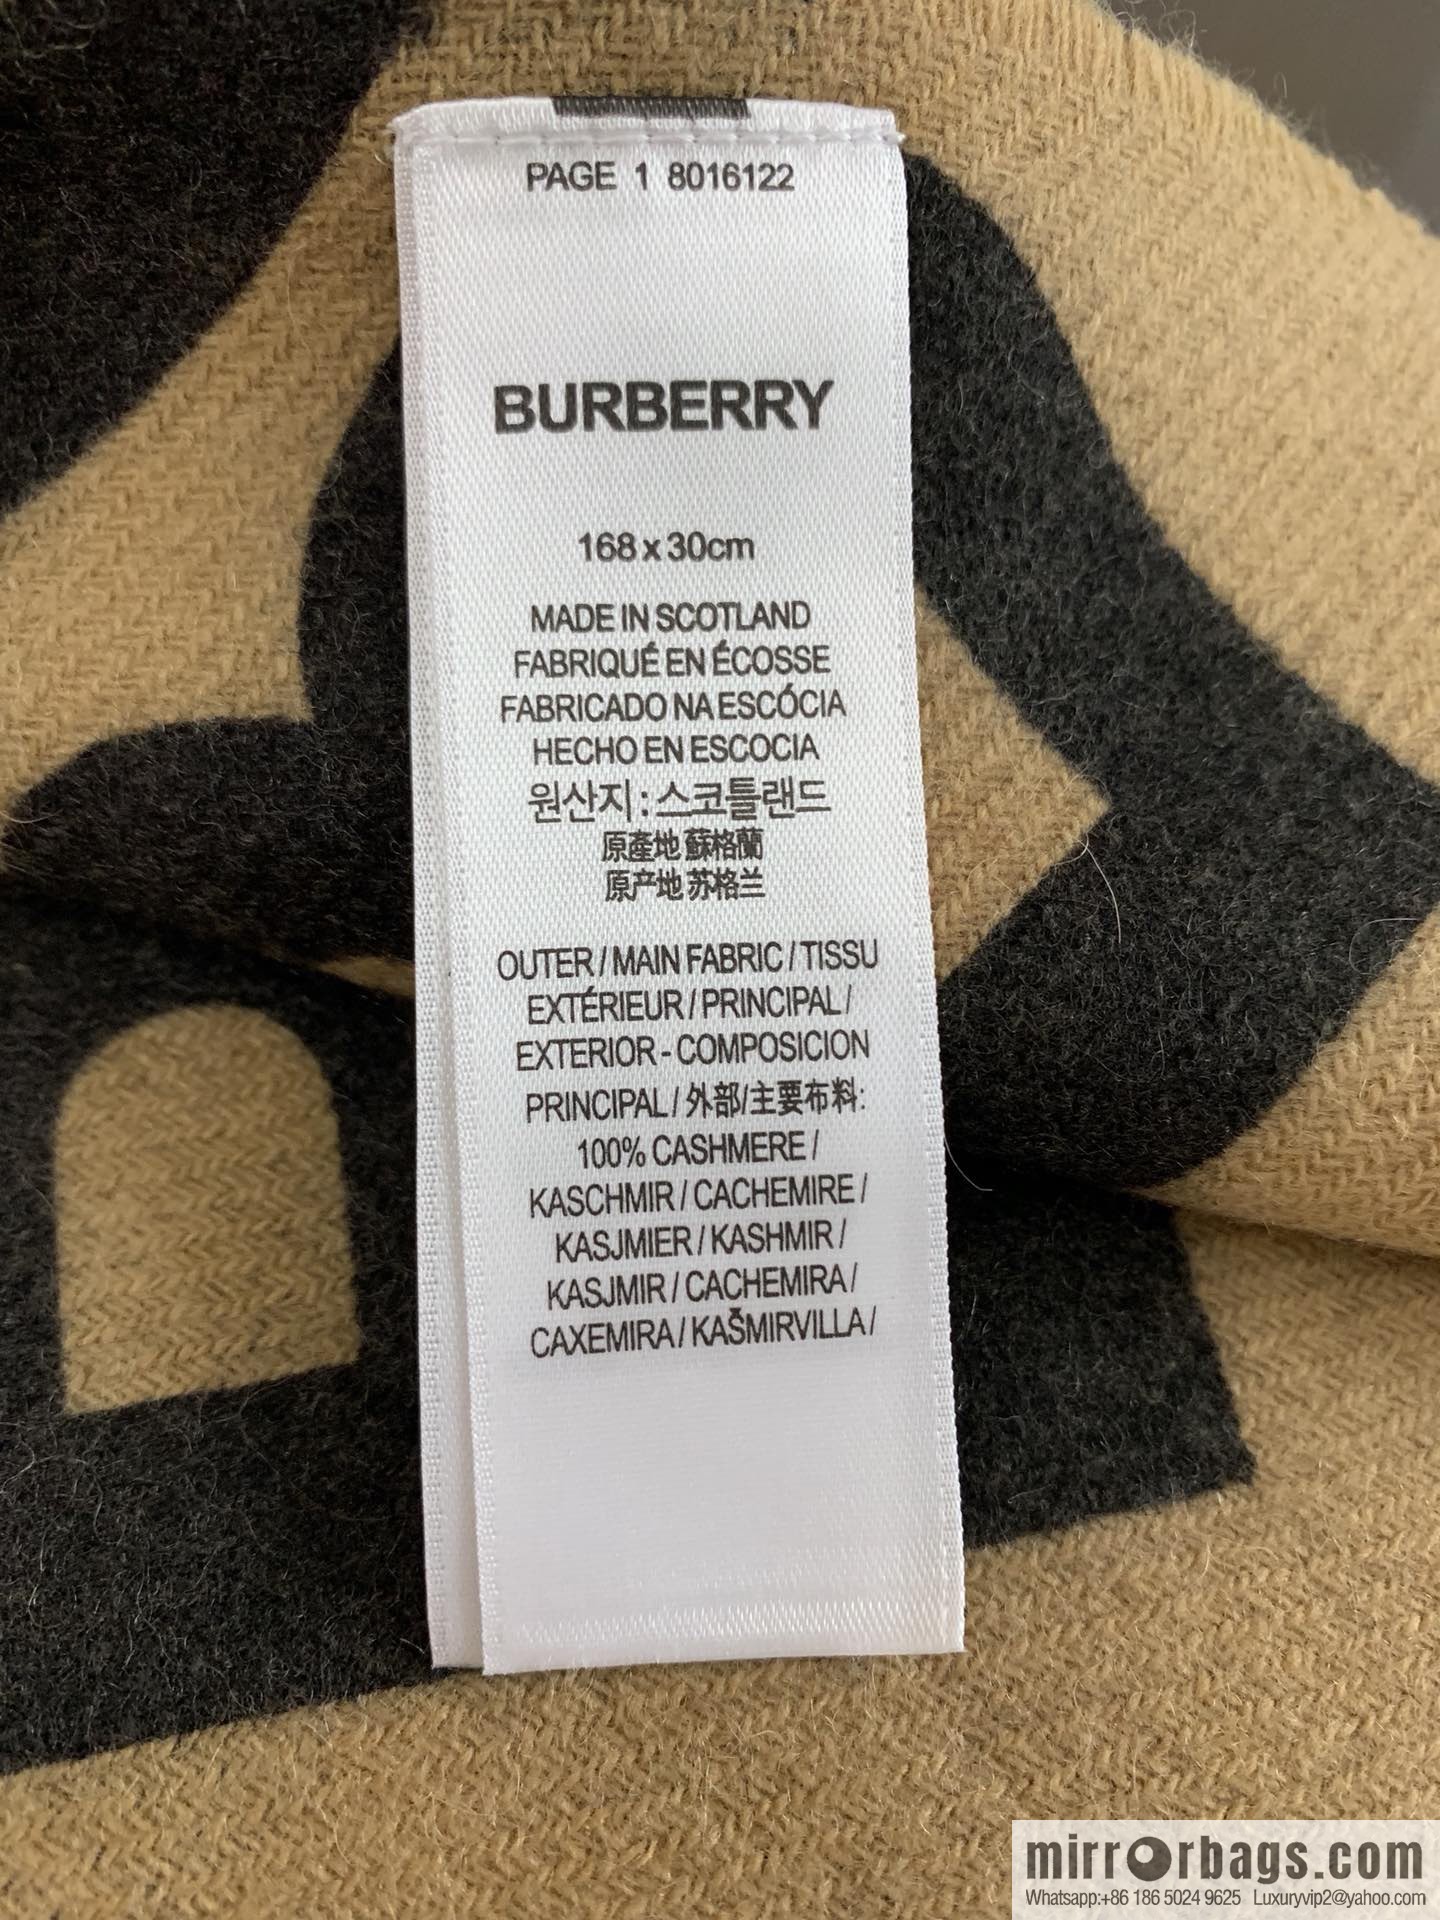 PAGE 1 8016122
BURBERRY
168 x 30cm
MADE IN SCOTLAND
FABRIQUÉ EN ÉCOSSE
FABRICADO NA ESCÓCIA
HECHO EN ESCOCIA
원산지 : 스코틀랜드
原產地 蘇格蘭
原产地 苏格兰
OUTER / MAIN FABRIC / TISSU
EXTÉRIEUR / PRINCIPAL /
EXTERIOR - COMPOSICION
PRINCIPAL / 外部/主要布料:
100% CASHMERE /
KASCHMIR / CACHEMIRE /
KASJMIER / KASHMIR /
KASJMIR / CACHEMIRA /
CAXEMIRA / KAŠMIRVILLA /
mirrorbags.com
Whatsapp:+86 186 5024 9625 Luxuryvip2@yahoo.com